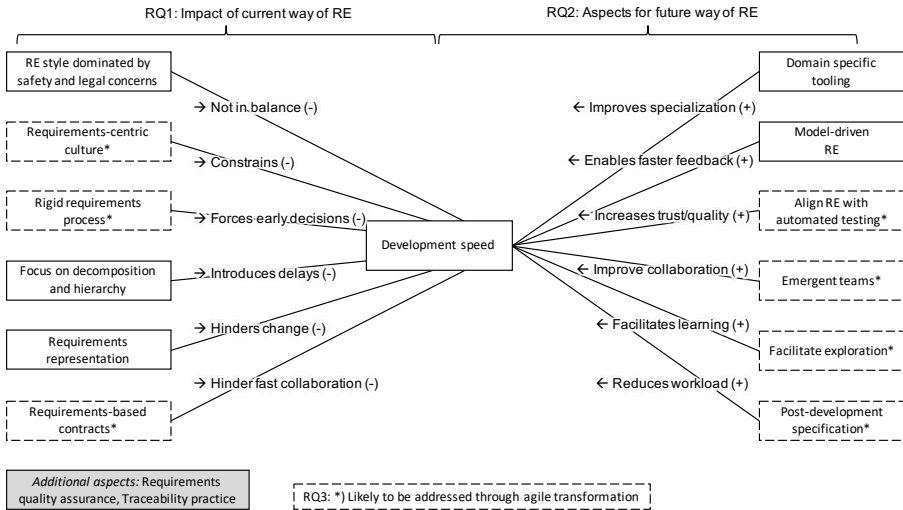 RQ1: Impact of current way of RE
RQ2: Aspects for future way of RE
RE style dominated by
safety and legal concerns
→ Not in balance (-)
Requirements-centric
culture*
→ Constrains (-)
Rigid requirements
process*
→ Forces early decisions (-)
Focus on decomposition
and hierarchy
→ Introduces delays (-)
Requirements
representation
→ Hinders change (-)
Requirements-based
contracts*
→ Hinder fast collaboration (-)
Development speed
Domain specific
tooling
← Improves specialization (+)
Model-driven
RE
← Enables faster feedback (+)
Align RE with
automated testing*
← Increases trust/quality (+)
Emergent teams*
← Improve collaboration (+)
Facilitate exploration*
← Facilitates learning (+)
Post-development
specification*
← Reduces workload (+)
Additional aspects: Requirements
quality assurance, Traceability practice
RQ3: *) Likely to be addressed through agile transformation